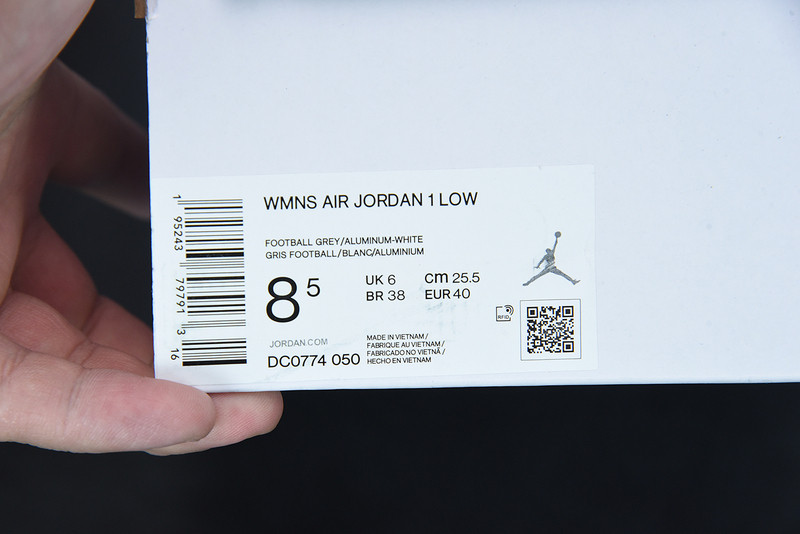 WMNS AIR JORDAN 1 LOW
FOOTBALL GREY/ALUMINUM-WHITE
GRIS FOOTBALL/BLANC/ALUMINIUM
8 5
UK 6
cm 25.5
BR 38
EUR 40
RFID
JORDAN.COM
DC0774 050
MADE IN VIETNAM /
FABRIQUE AU VIETNAM /
FABRICADO NO VIETNÃ /
HECHO EN VIETNAM
1 95243 79791 3 16